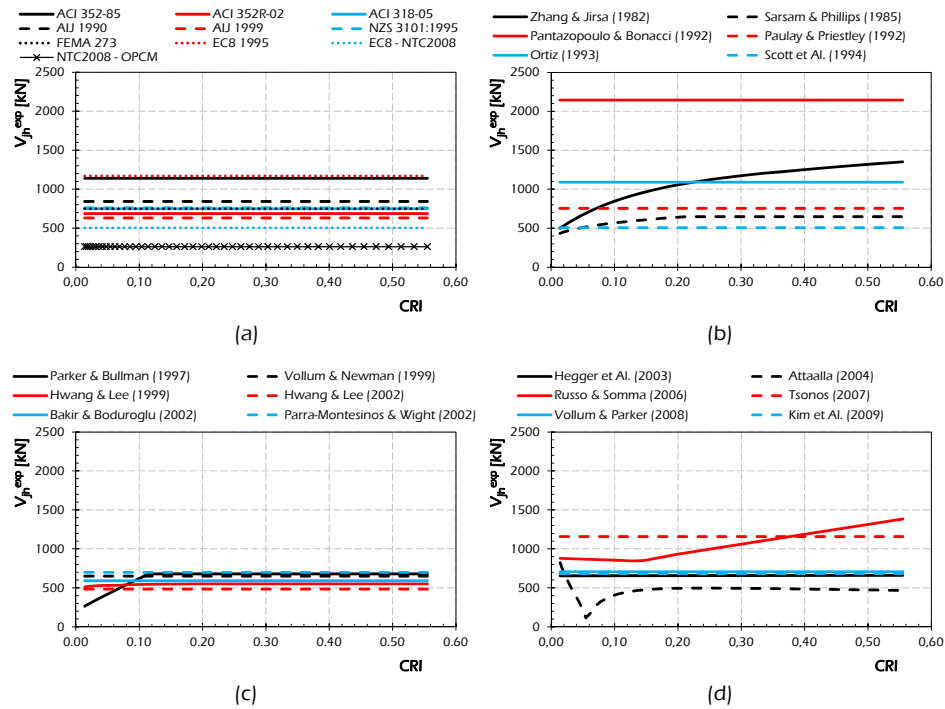 ACI 352-85 ACI 352R-02 ACI 318-05
AIJ 1990 AIJ 1999 NZS 3101:1995
FEMA 273 EC8 1995 EC8 - NTC2008
NTC2008 - OPCM
V_jh^exp [kN]
2500
2000
1500
1000
500
0
0,00 0,10 0.20 0.30 0.40 0,50 0,60
CRI
(a)
Zhang & Jirsa (1982) Sarsam & Phillips (1985)
Pantazopoulo & Bonacci (1992) Paulay & Priestley (1992)
Ortiz (1993) Scott et Al. (1994)
V_jh^exp [kN]
2500
2000
1500
1000
500
0
0,00 0,10 0.20 0.30 0.40 0,50 0,60
CRI
(b)
Parker & Bullman (1997) Vollum & Newman (1999)
Hwang & Lee (1999) Hwang & Lee (2002)
Bakir & Boduroglu (2002) Parra-Montesinos & Wight (2002)
V_jh^exp [kN]
2500
2000
1500
1000
500
0
0,00 0,10 0.20 0.30 0.40 0,50 0.60
CRI
(c)
Hegger et Al. (2003) Attaalla (2004)
Russo & Somma (2006) Tsonos (2007)
Vollum & Parker (2008) Kim et Al. (2009)
V_jh^exp [kN]
2500
2000
1500
1000
500
0
0,00 0,10 0.20 0.30 0.40 0,50 0.60
CRI
(d)